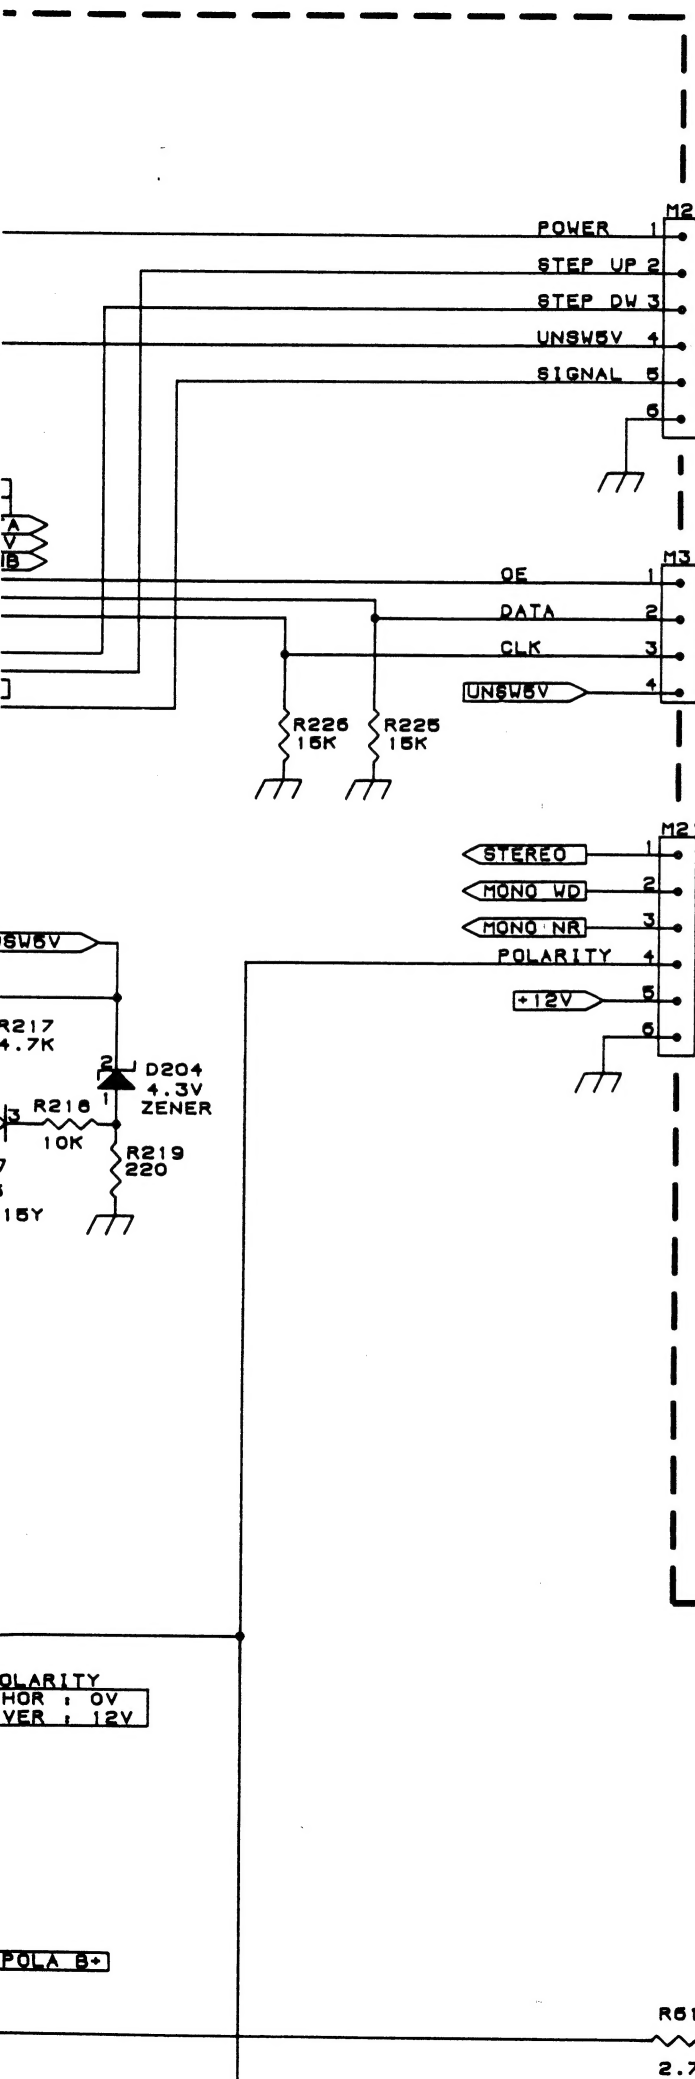 M2
POWER 1
STEP UP 2
STEP DW 3
UNSW5V 4
SIGNAL 5
6
A
V
B
M3
OE 1
DATA 2
CLK 3
UNSW5V 4
R226
15K
R225
15K
M2
STEREO 1
MONO WD 2
MONO NR 3
POLARITY 4
+12V 5
6
SW5V
R217
4.7K
2
D204
4.3V
ZENER
1
3
R218
10K
R219
220
15Y
OLARITY
HOR : 0V
VER : 12V
POLA B+
R61
2.7